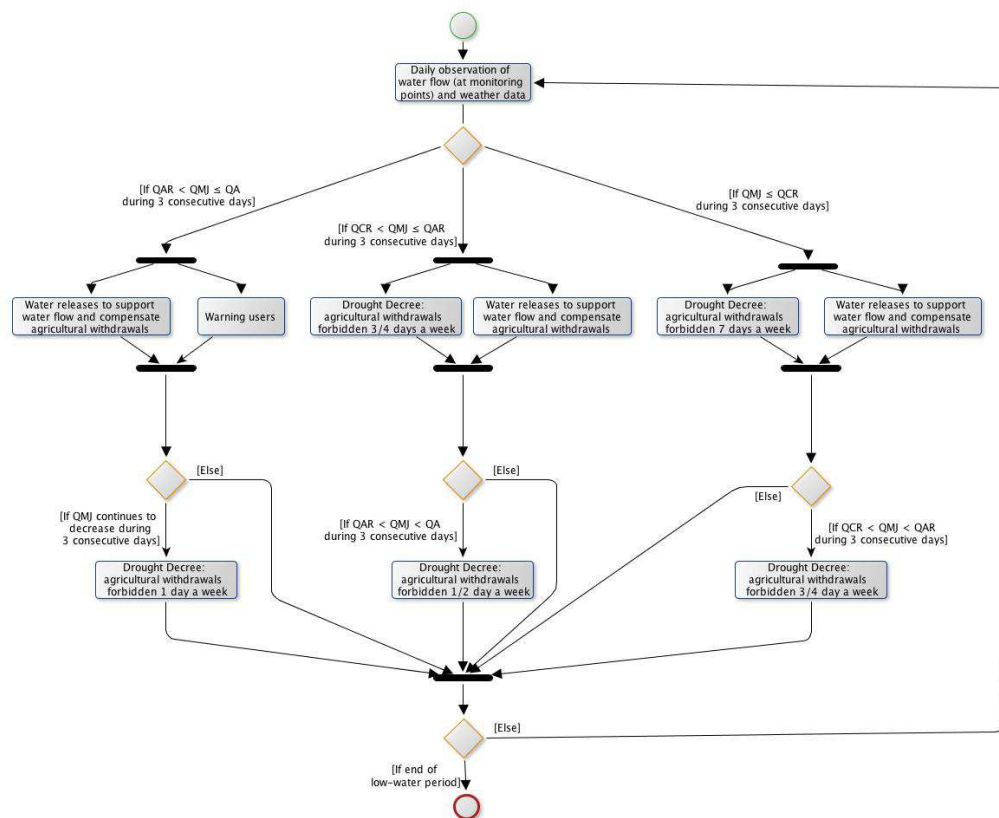 Daily observation of
water flow (at monitoring
points) and weather data
[If QAR < QMJ ≤ QA
during 3 consecutive days]
[If QCR < QMJ ≤ QAR
during 3 consecutive days]
[If QMJ ≤ QCR
during 3 consecutive days]
Water releases to support
water flow and compensate
agricultural withdrawals
Warning users
Drought Decree:
agricultural withdrawals
forbidden 3/4 days a week
Water releases to support
water flow and compensate
agricultural withdrawals
Drought Decree:
agricultural withdrawals
forbidden 7 days a week
Water releases to support
water flow and compensate
agricultural withdrawals
[Else]
[Else]
[Else]
[If QMJ continues to
decrease during
3 consecutive days]
[If QAR < QMJ < QA
during 3 consecutive days]
[If QCR < QMJ < QAR
during 3 consecutive days]
Drought Decree:
agricultural withdrawals
forbidden 1 day a week
Drought Decree:
agricultural withdrawals
forbidden 1/2 day a week
Drought Decree:
agricultural withdrawals
forbidden 3/4 day a week
[Else]
[If end of
low-water period]